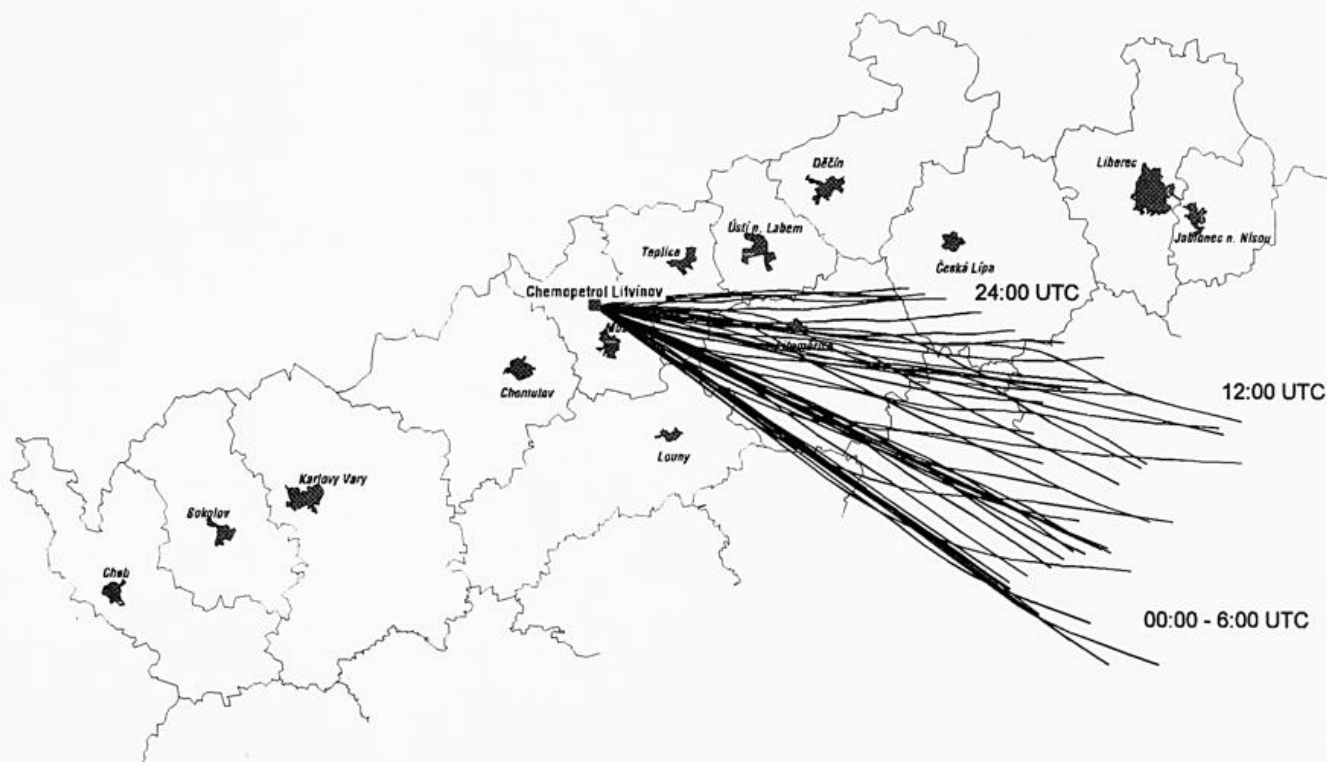 Děčín
Liberec
Ústí n. Labem
Jablonec n. Nisou
Teplice
Česká Lípa
Chemopetrol Litvínov
24:00 UTC
Chomutov
12:00 UTC
Louny
Karlovy Vary
Sokolov
Cheb
00:00 - 6:00 UTC